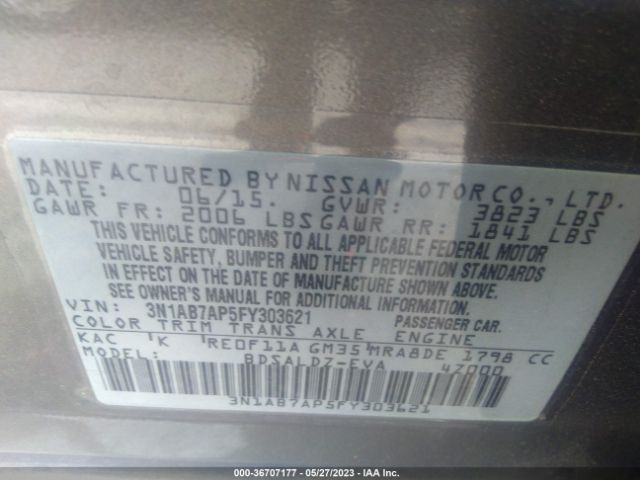 MANUFACTURED BY NISSAN MOTOR CO., LTD.
DATE: 06/15. GVWR: 3823 LBS
GAWR FR: 2006 LBS GAWR RR: 1841 LBS
THIS VEHICLE CONFORMS TO ALL APPLICABLE FEDERAL MOTOR
VEHICLE SAFETY, BUMPER AND THEFT PREVENTION STANDARDS
IN EFFECT ON THE DATE OF MANUFACTURE SHOWN ABOVE.
SEE OWNER'S MANUAL FOR ADDITIONAL INFORMATION.
VIN: 3N1AB7AP5FY303621 PASSENGER CAR.
COLOR TRIM TRANS AXLE ENGINE
KAC K RE0F11A GM35 MRA8DE 1798 CC
BDSALDZ-EVA 4Z000
3N1AB7AP5FY303621
000-36707177 — 05/27/2023 — IAA Inc.